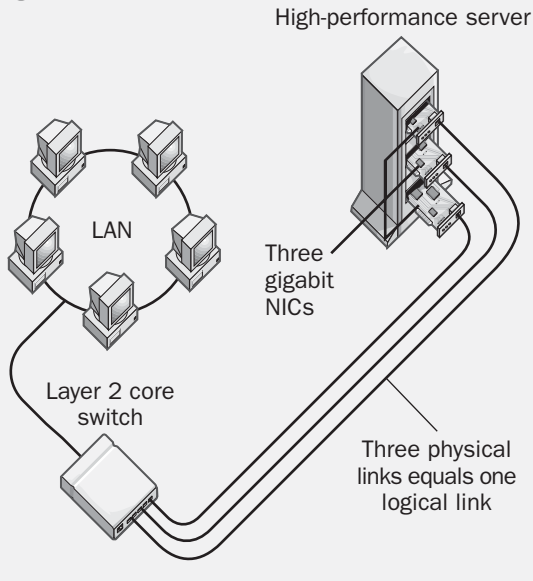 High-performance server
LAN
Three
gigabit
NICs
Layer 2 core
switch
Three physical
links equals one
logical link